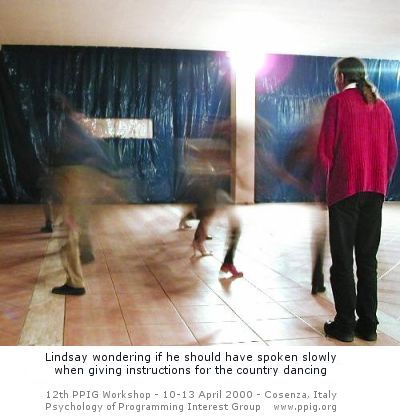 Lindsay wondering if he should have spoken slowly
when giving instructions for the country dancing
12th PPIG Workshop - 10-13 April 2000 - Cosenza, Italy
Psychology of Programming Interest Group www.ppig.org